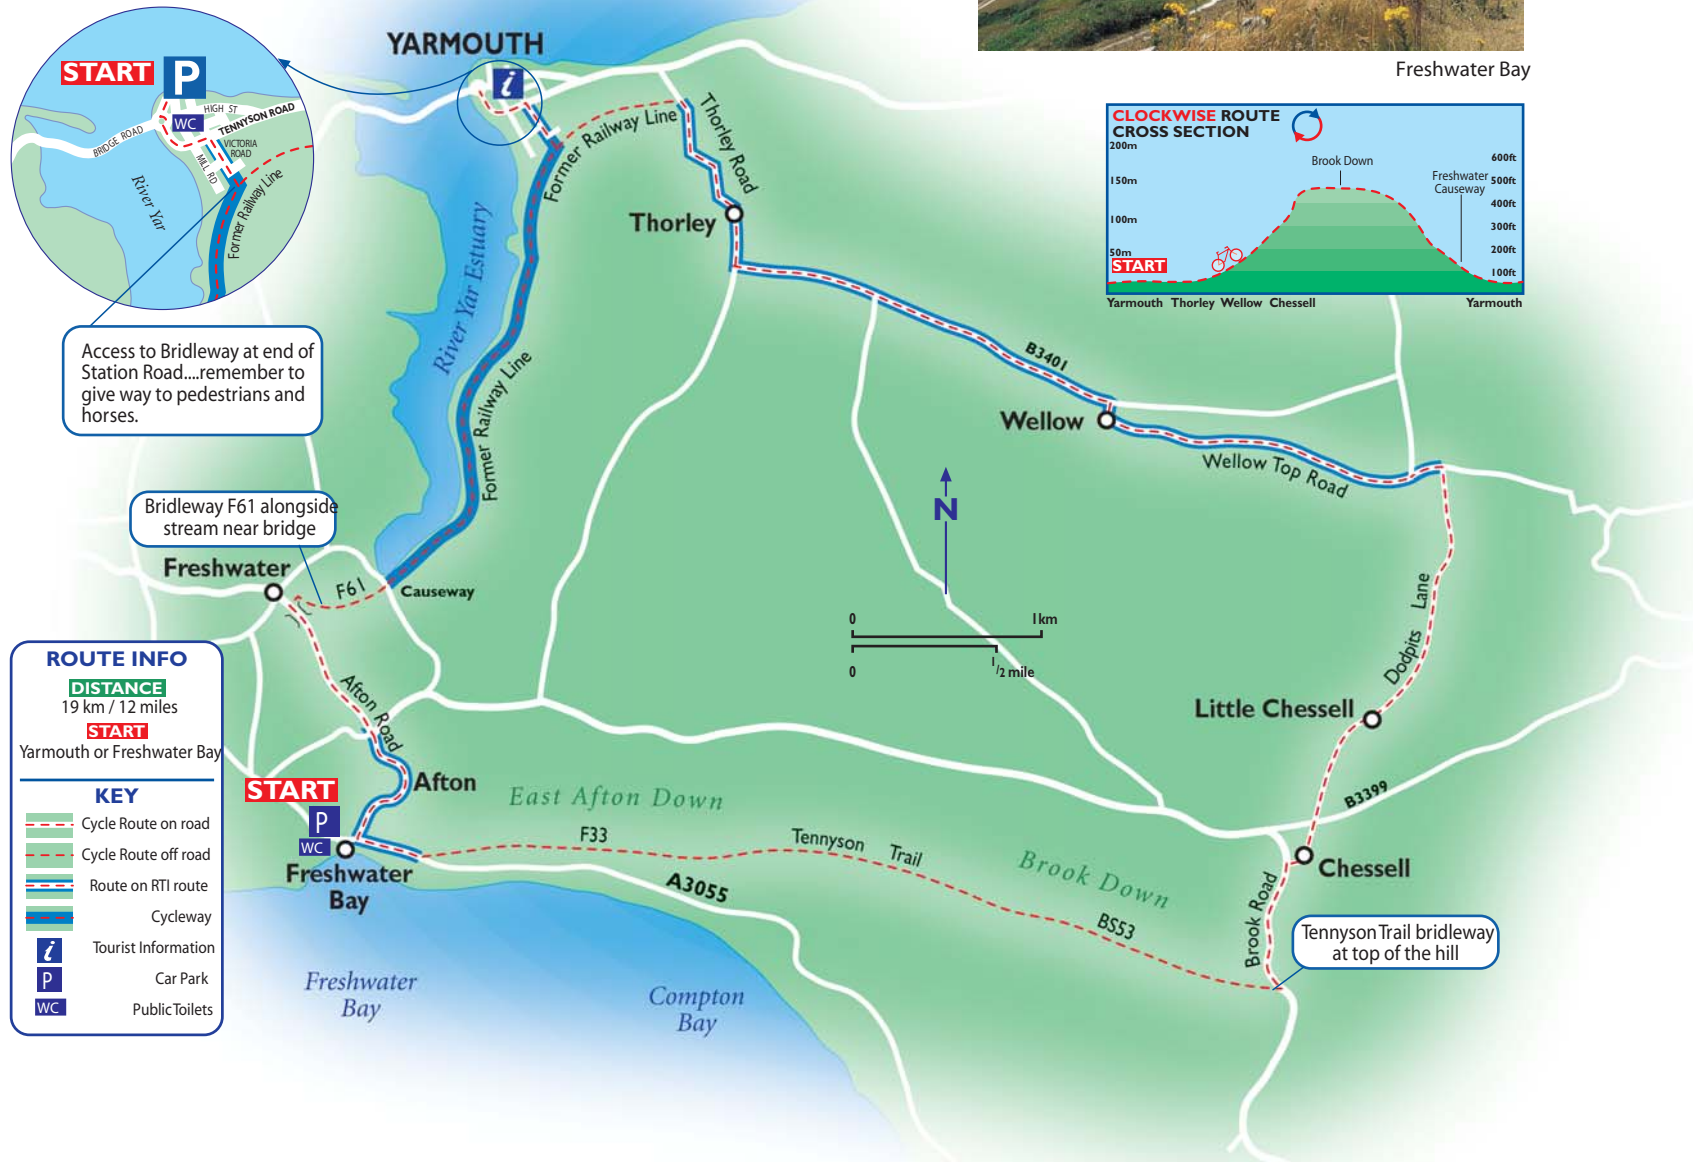 YARMOUTH
START
P
WC
HIGH ST
TENNYSON ROAD
BRIDGE ROAD
VICTORIA
ROAD
MILL RD
River Yar
Former Railway Line
i
Former Railway Line
Thorley Road
Freshwater Bay
CLOCKWISE ROUTE
CROSS SECTION
200m
150m
100m
50m
START
Brook Down
Freshwater
Causeway
600ft
500ft
400ft
300ft
200ft
100ft
Yarmouth Thorley Wellow Chessell
Yarmouth
Thorley
River Yar Estuary
Former Railway Line
Access to Bridleway at end of
Station Road....remember to
give way to pedestrians and
horses.
B3401
Wellow
Wellow Top Road
N
Bridleway F61 alongside
stream near bridge
Freshwater
F61
Causeway
0
1km
0
1/2 mile
Dodpits Lane
Little Chessell
Afton Road
Afton
START
P
WC
Freshwater
Bay
East Afton Down
F33
Tennyson Trail
Brook Down
B3399
Chessell
A3055
BS53
Brook Road
Tennyson Trail bridleway
at top of the hill
Freshwater
Bay
Compton
Bay
ROUTE INFO
DISTANCE
19 km / 12 miles
START
Yarmouth or Freshwater Bay
KEY
Cycle Route on road
Cycle Route off road
Route on RTI route
Cycleway
i Tourist Information
P Car Park
WC Public Toilets